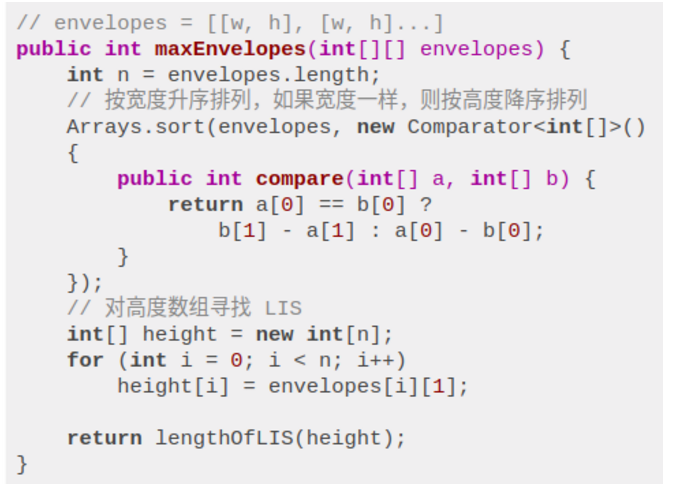 // envelopes = [[w, h], [w, h]...]
public int maxEnvelopes(int[][] envelopes) {
    int n = envelopes.length;
    // 按宽度升序排列，如果宽度一样，则按高度降序排列
    Arrays.sort(envelopes, new Comparator<int[]>()
    {
        public int compare(int[] a, int[] b) {
            return a[0] == b[0] ?
                b[1] - a[1] : a[0] - b[0];
        }
    });
    // 对高度数组寻找 LIS
    int[] height = new int[n];
    for (int i = 0; i < n; i++)
        height[i] = envelopes[i][1];

    return lengthOfLIS(height);
}